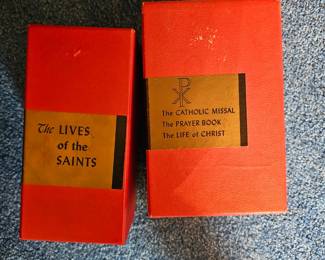 The LIVES
of the
SAINTS
The CATHOLIC MISSAL
The PRAYER BOOK
The LIFE of CHRIST